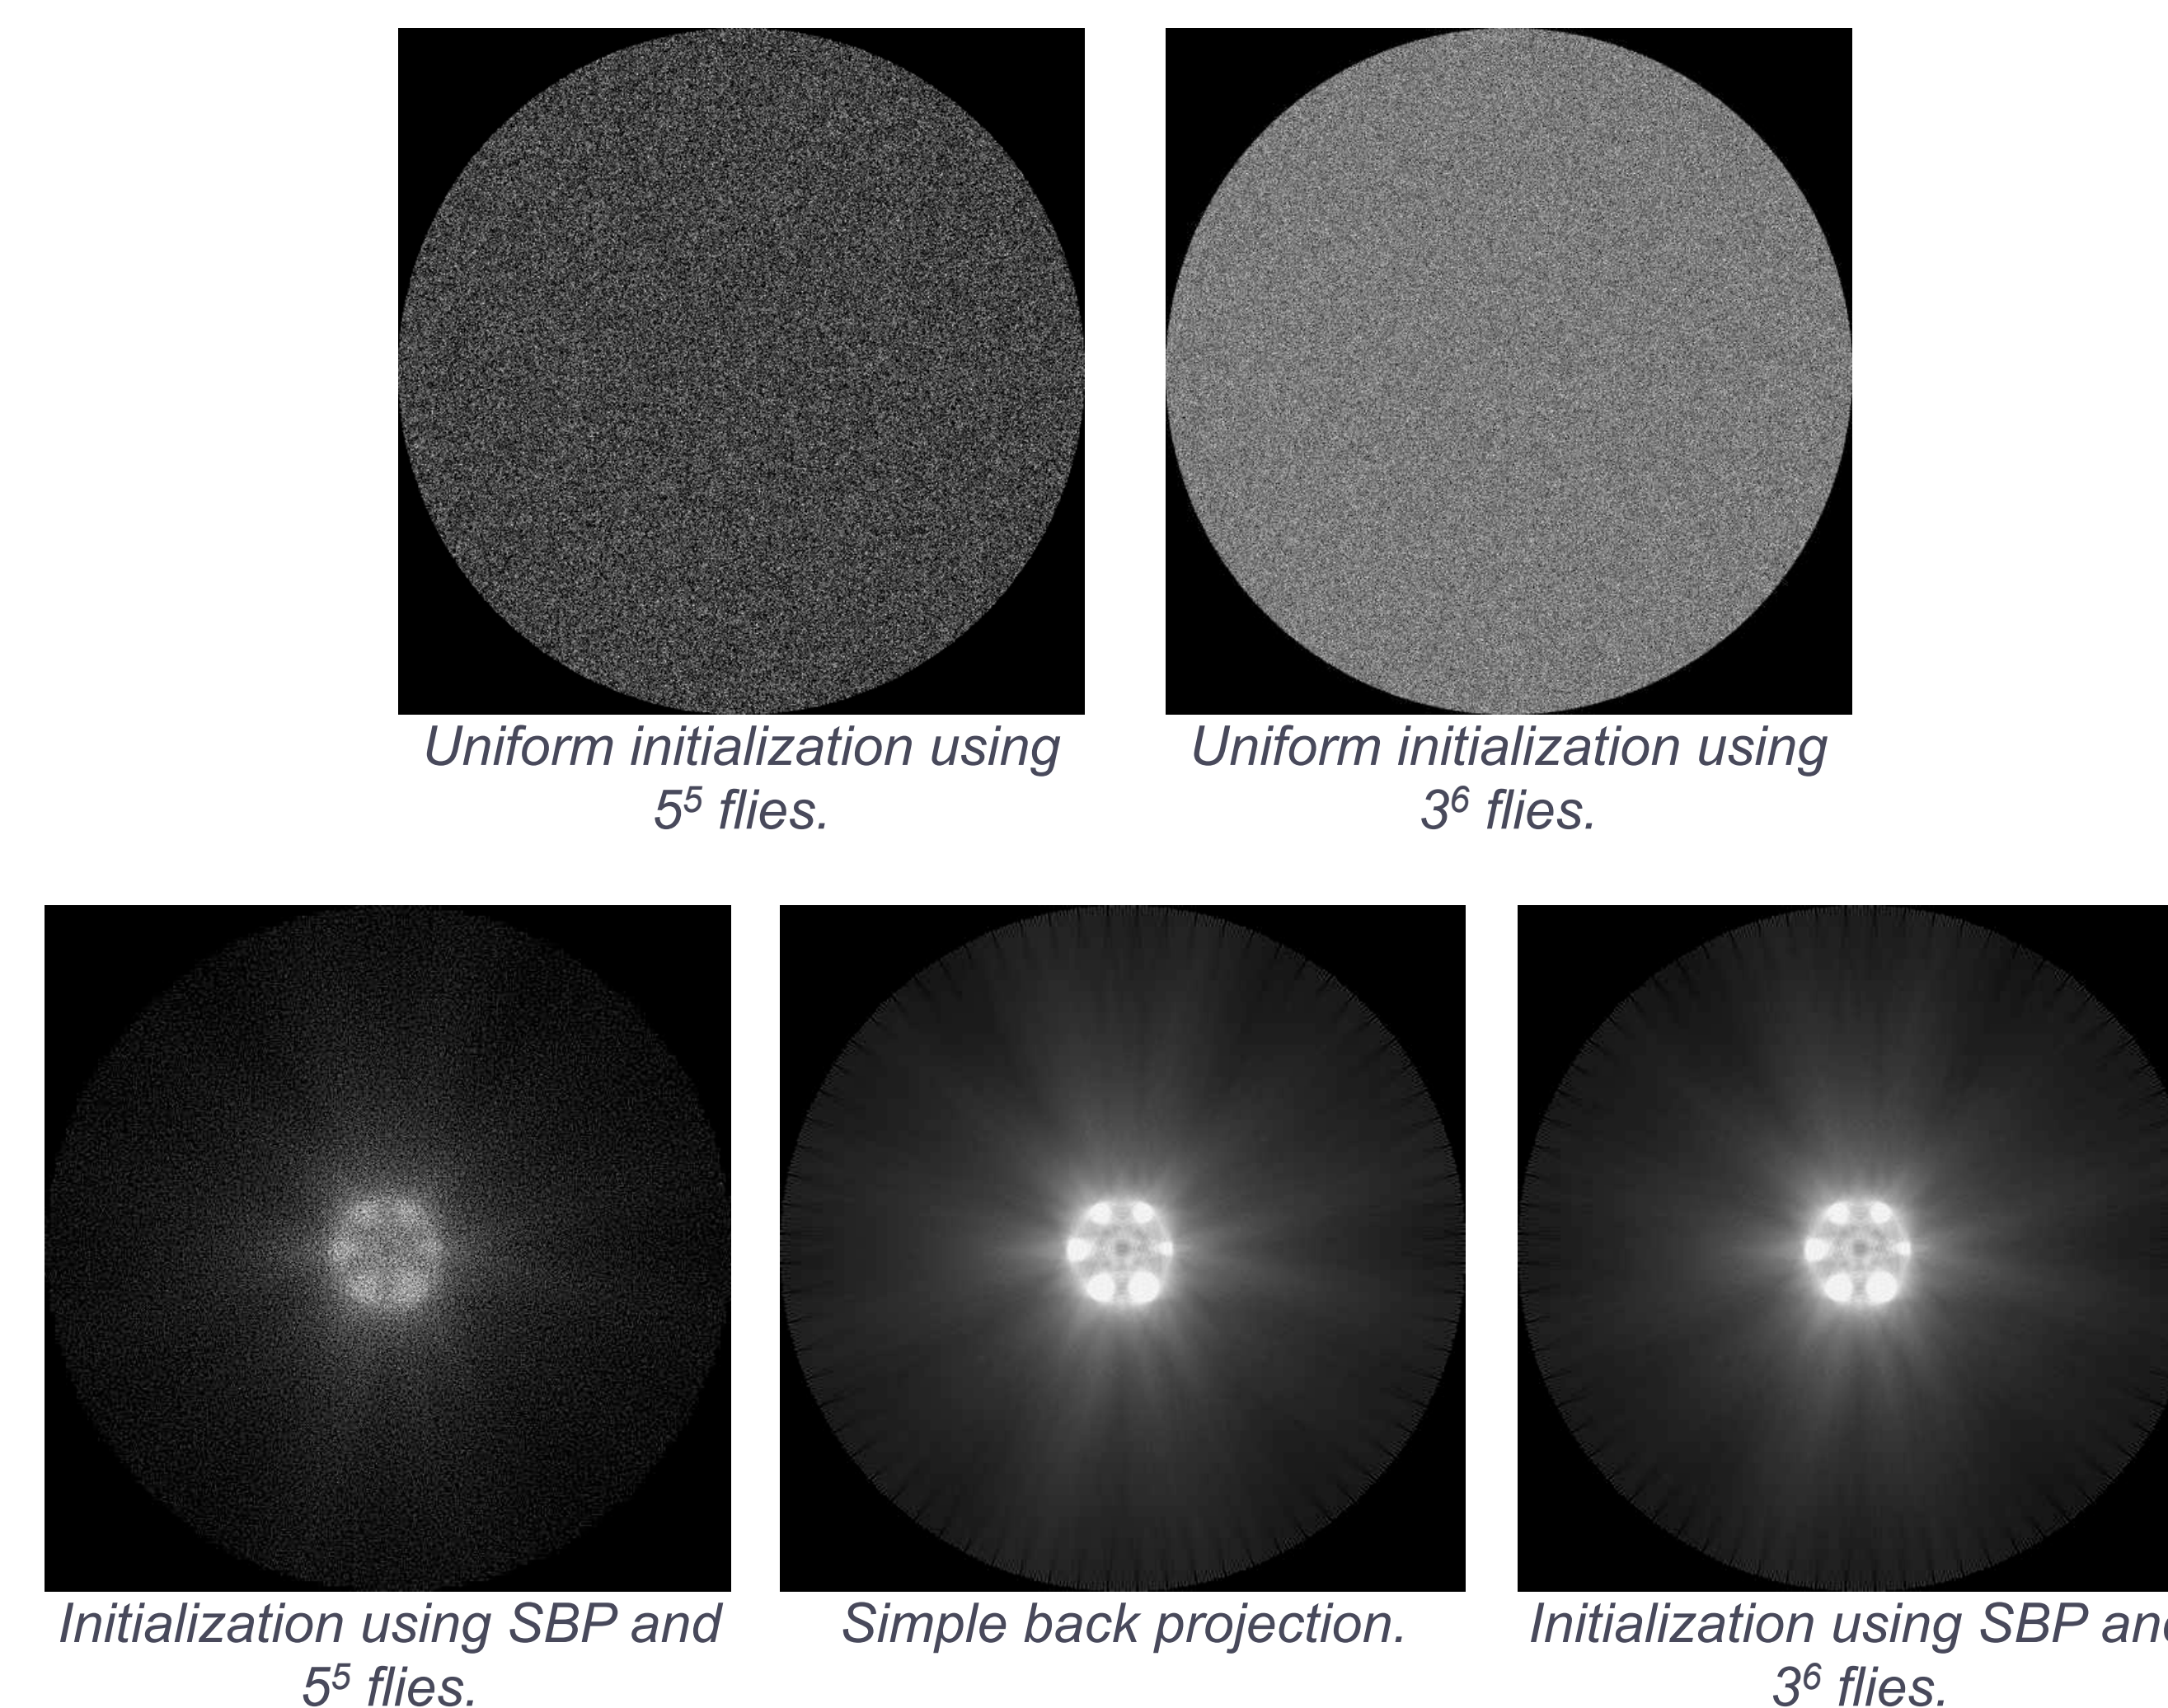 Uniform initialization using
5⁵ flies.
Uniform initialization using
3⁶ flies.
Initialization using SBP and
5⁵ flies.
Simple back projection.
Initialization using SBP an
3⁶ flies.